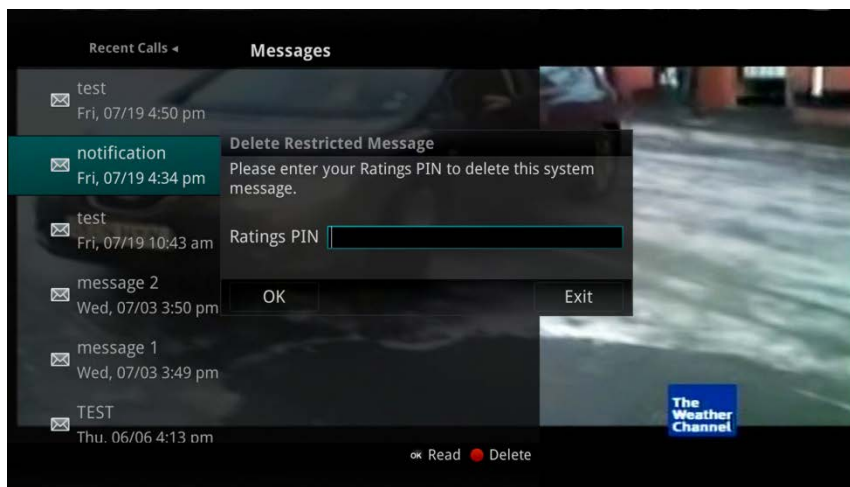 Recent Calls ◂ Messages
test
Fri, 07/19 4:50 pm
notification
Fri, 07/19 4:34 pm
test
Fri, 07/19 10:43 am
message 2
Wed, 07/03 3:50 pm
message 1
Wed, 07/03 3:49 pm
TEST
Thu, 06/06 4:13 pm
Delete Restricted Message
Please enter your Ratings PIN to delete this system
message.
Ratings PIN
OK Exit
The
Weather
Channel
OK Read Delete